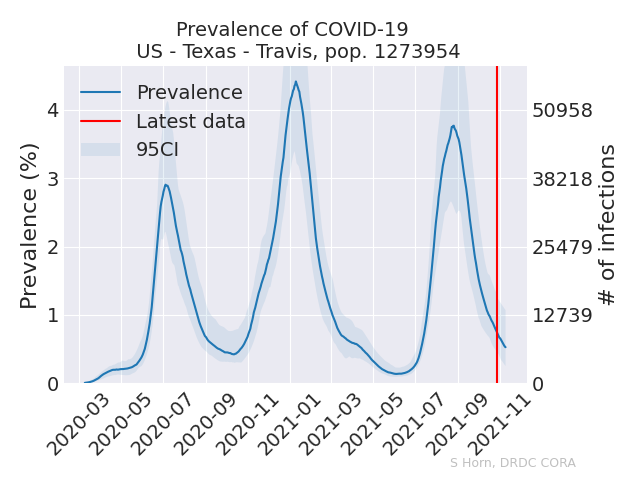 Prevalence of COVID-19
US - Texas - Travis, pop. 1273954
Prevalence
Latest data
95CI
Prevalence (%)
4
3
2
1
0
50958
38218
25479
12739
0
# of infections
2020-03
2020-05
2020-07
2020-09
2020-11
2021-01
2021-03
2021-05
2021-07
2021-09
2021-11
S Horn, DRDC CORA